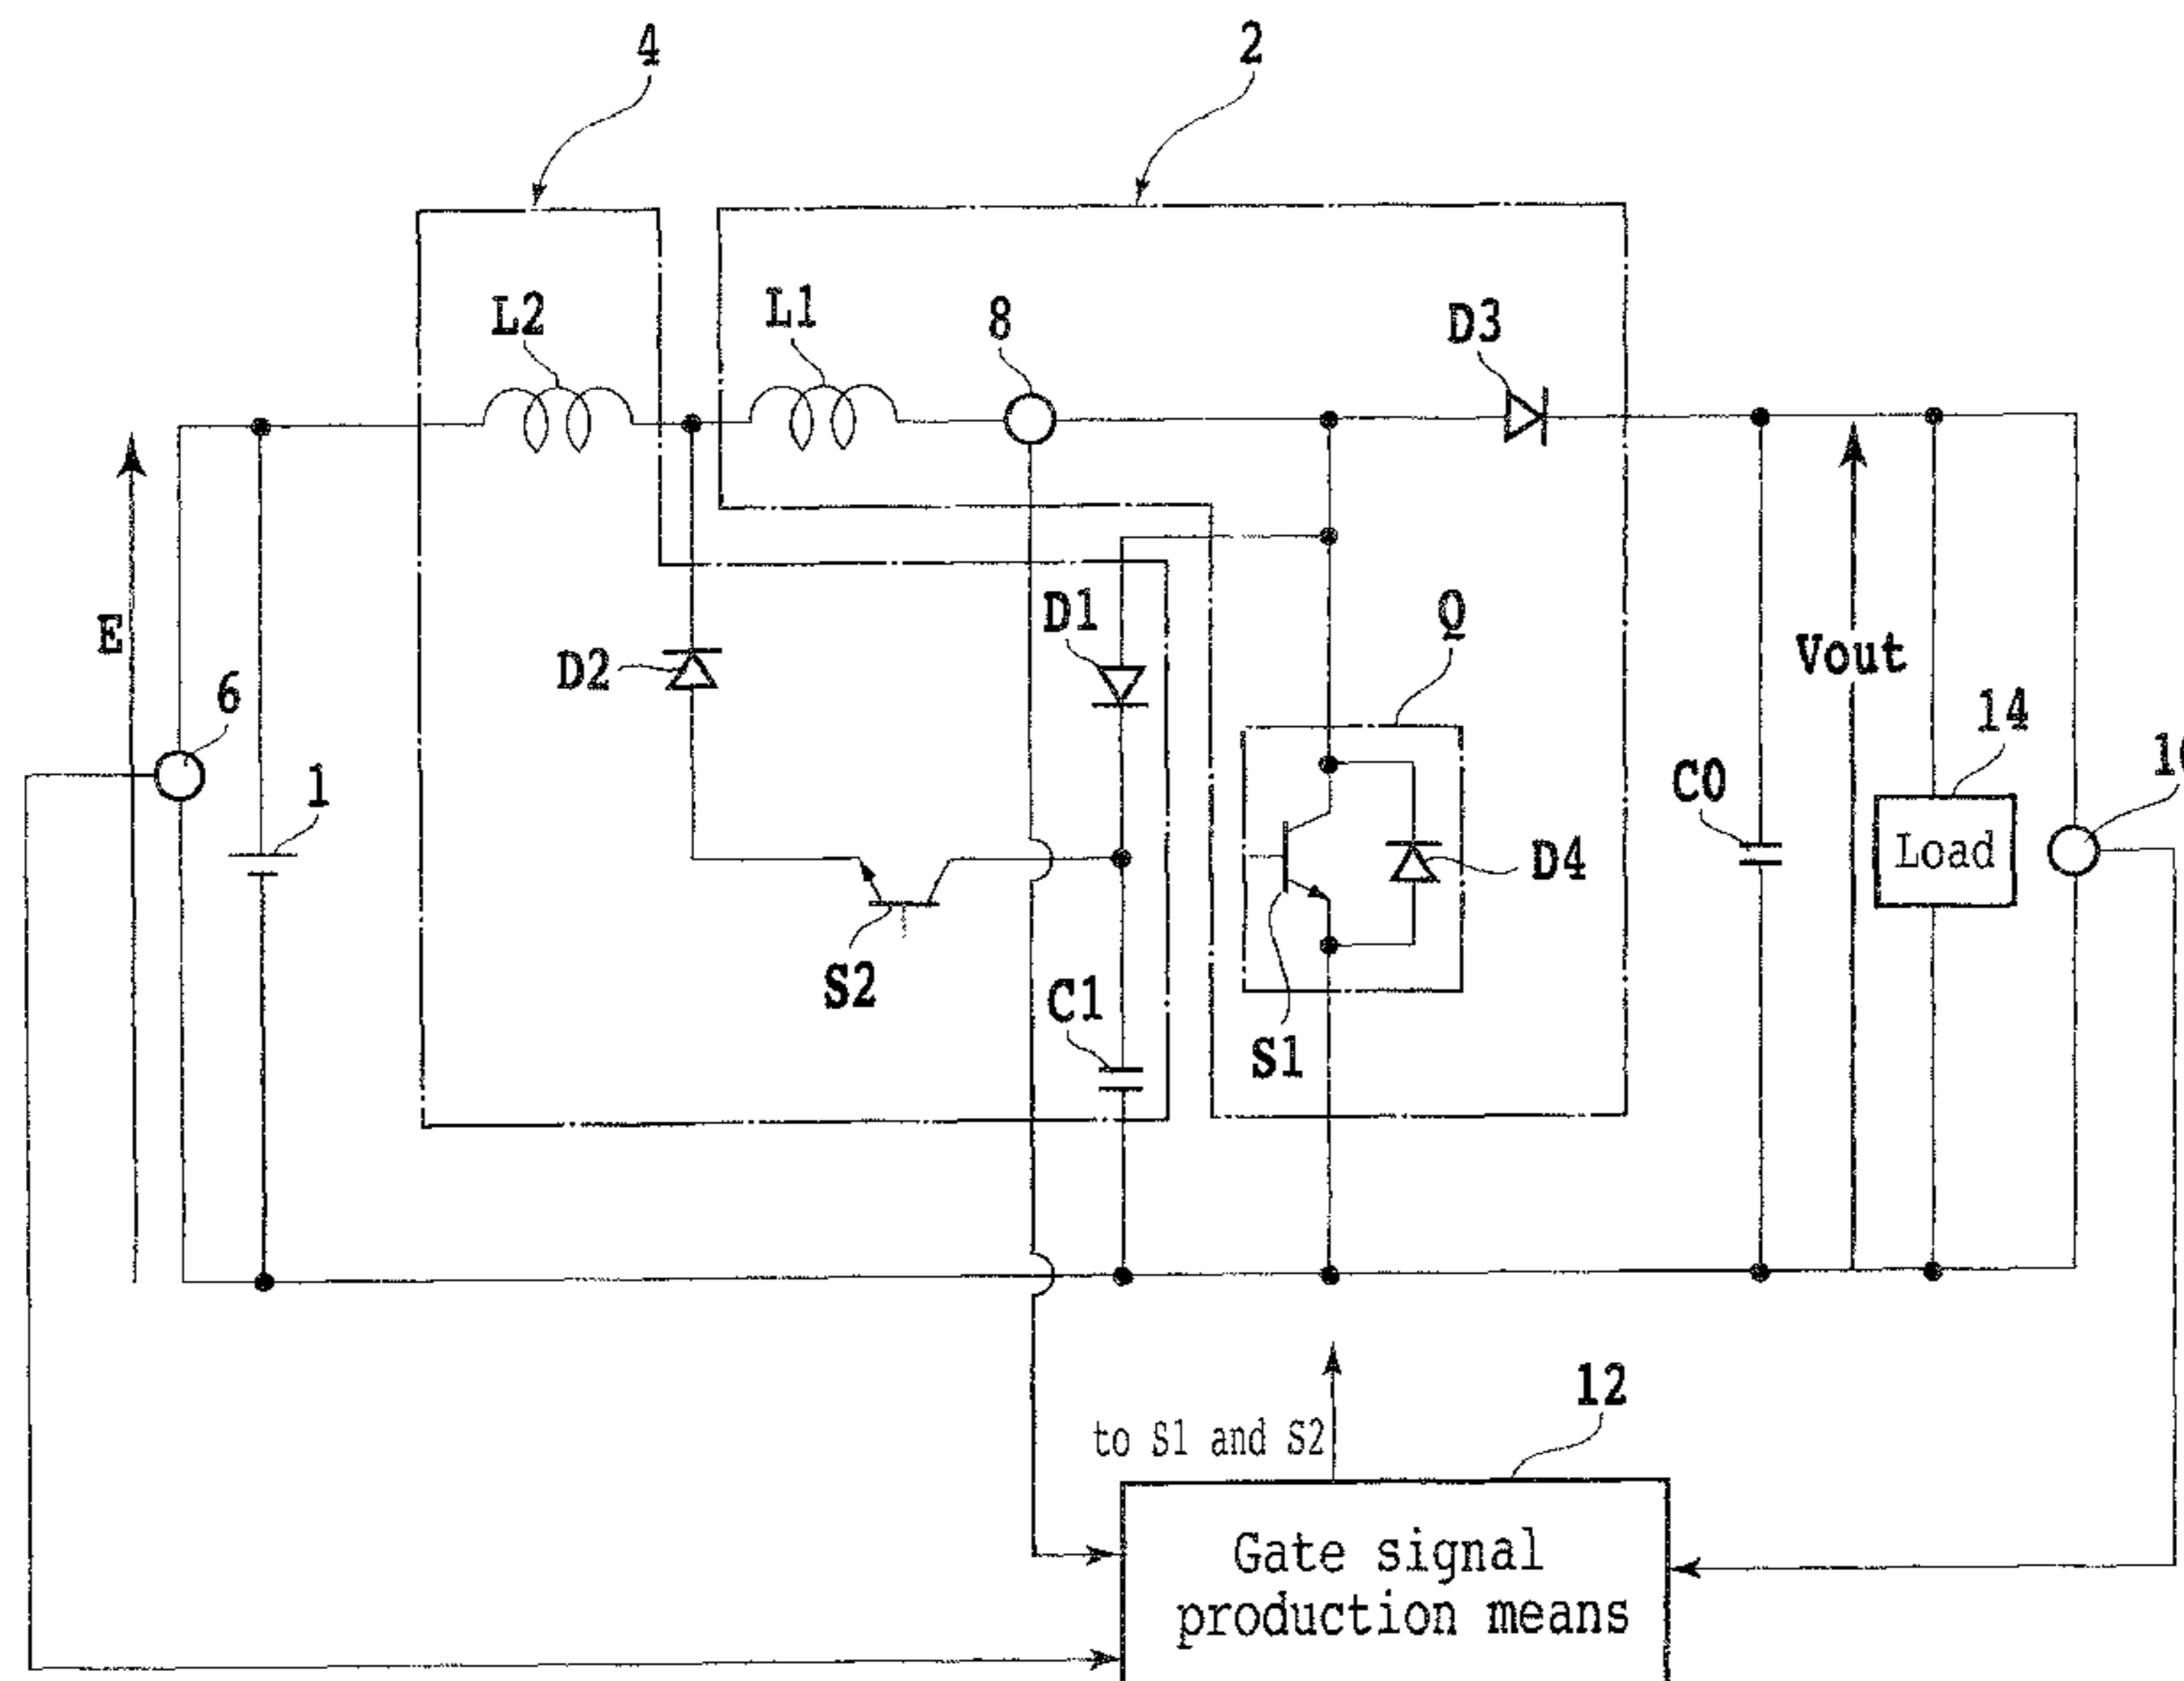 4
2
L2
L1
8
D3
E
D2
D1
Q
Vout
6
1
14
C0
Load
D4
S2
C1
S1
12
to S1 and S2
Gate signal
production means